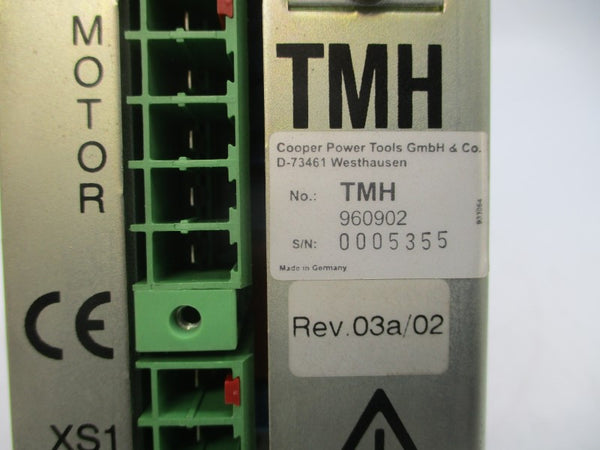 MOTOR
TMH
Cooper Power Tools GmbH & Co.
D-73461 Westhausen
No.: TMH
960902
S/N: 0005355
Made in Germany
CE
Rev.03a/02
XS1